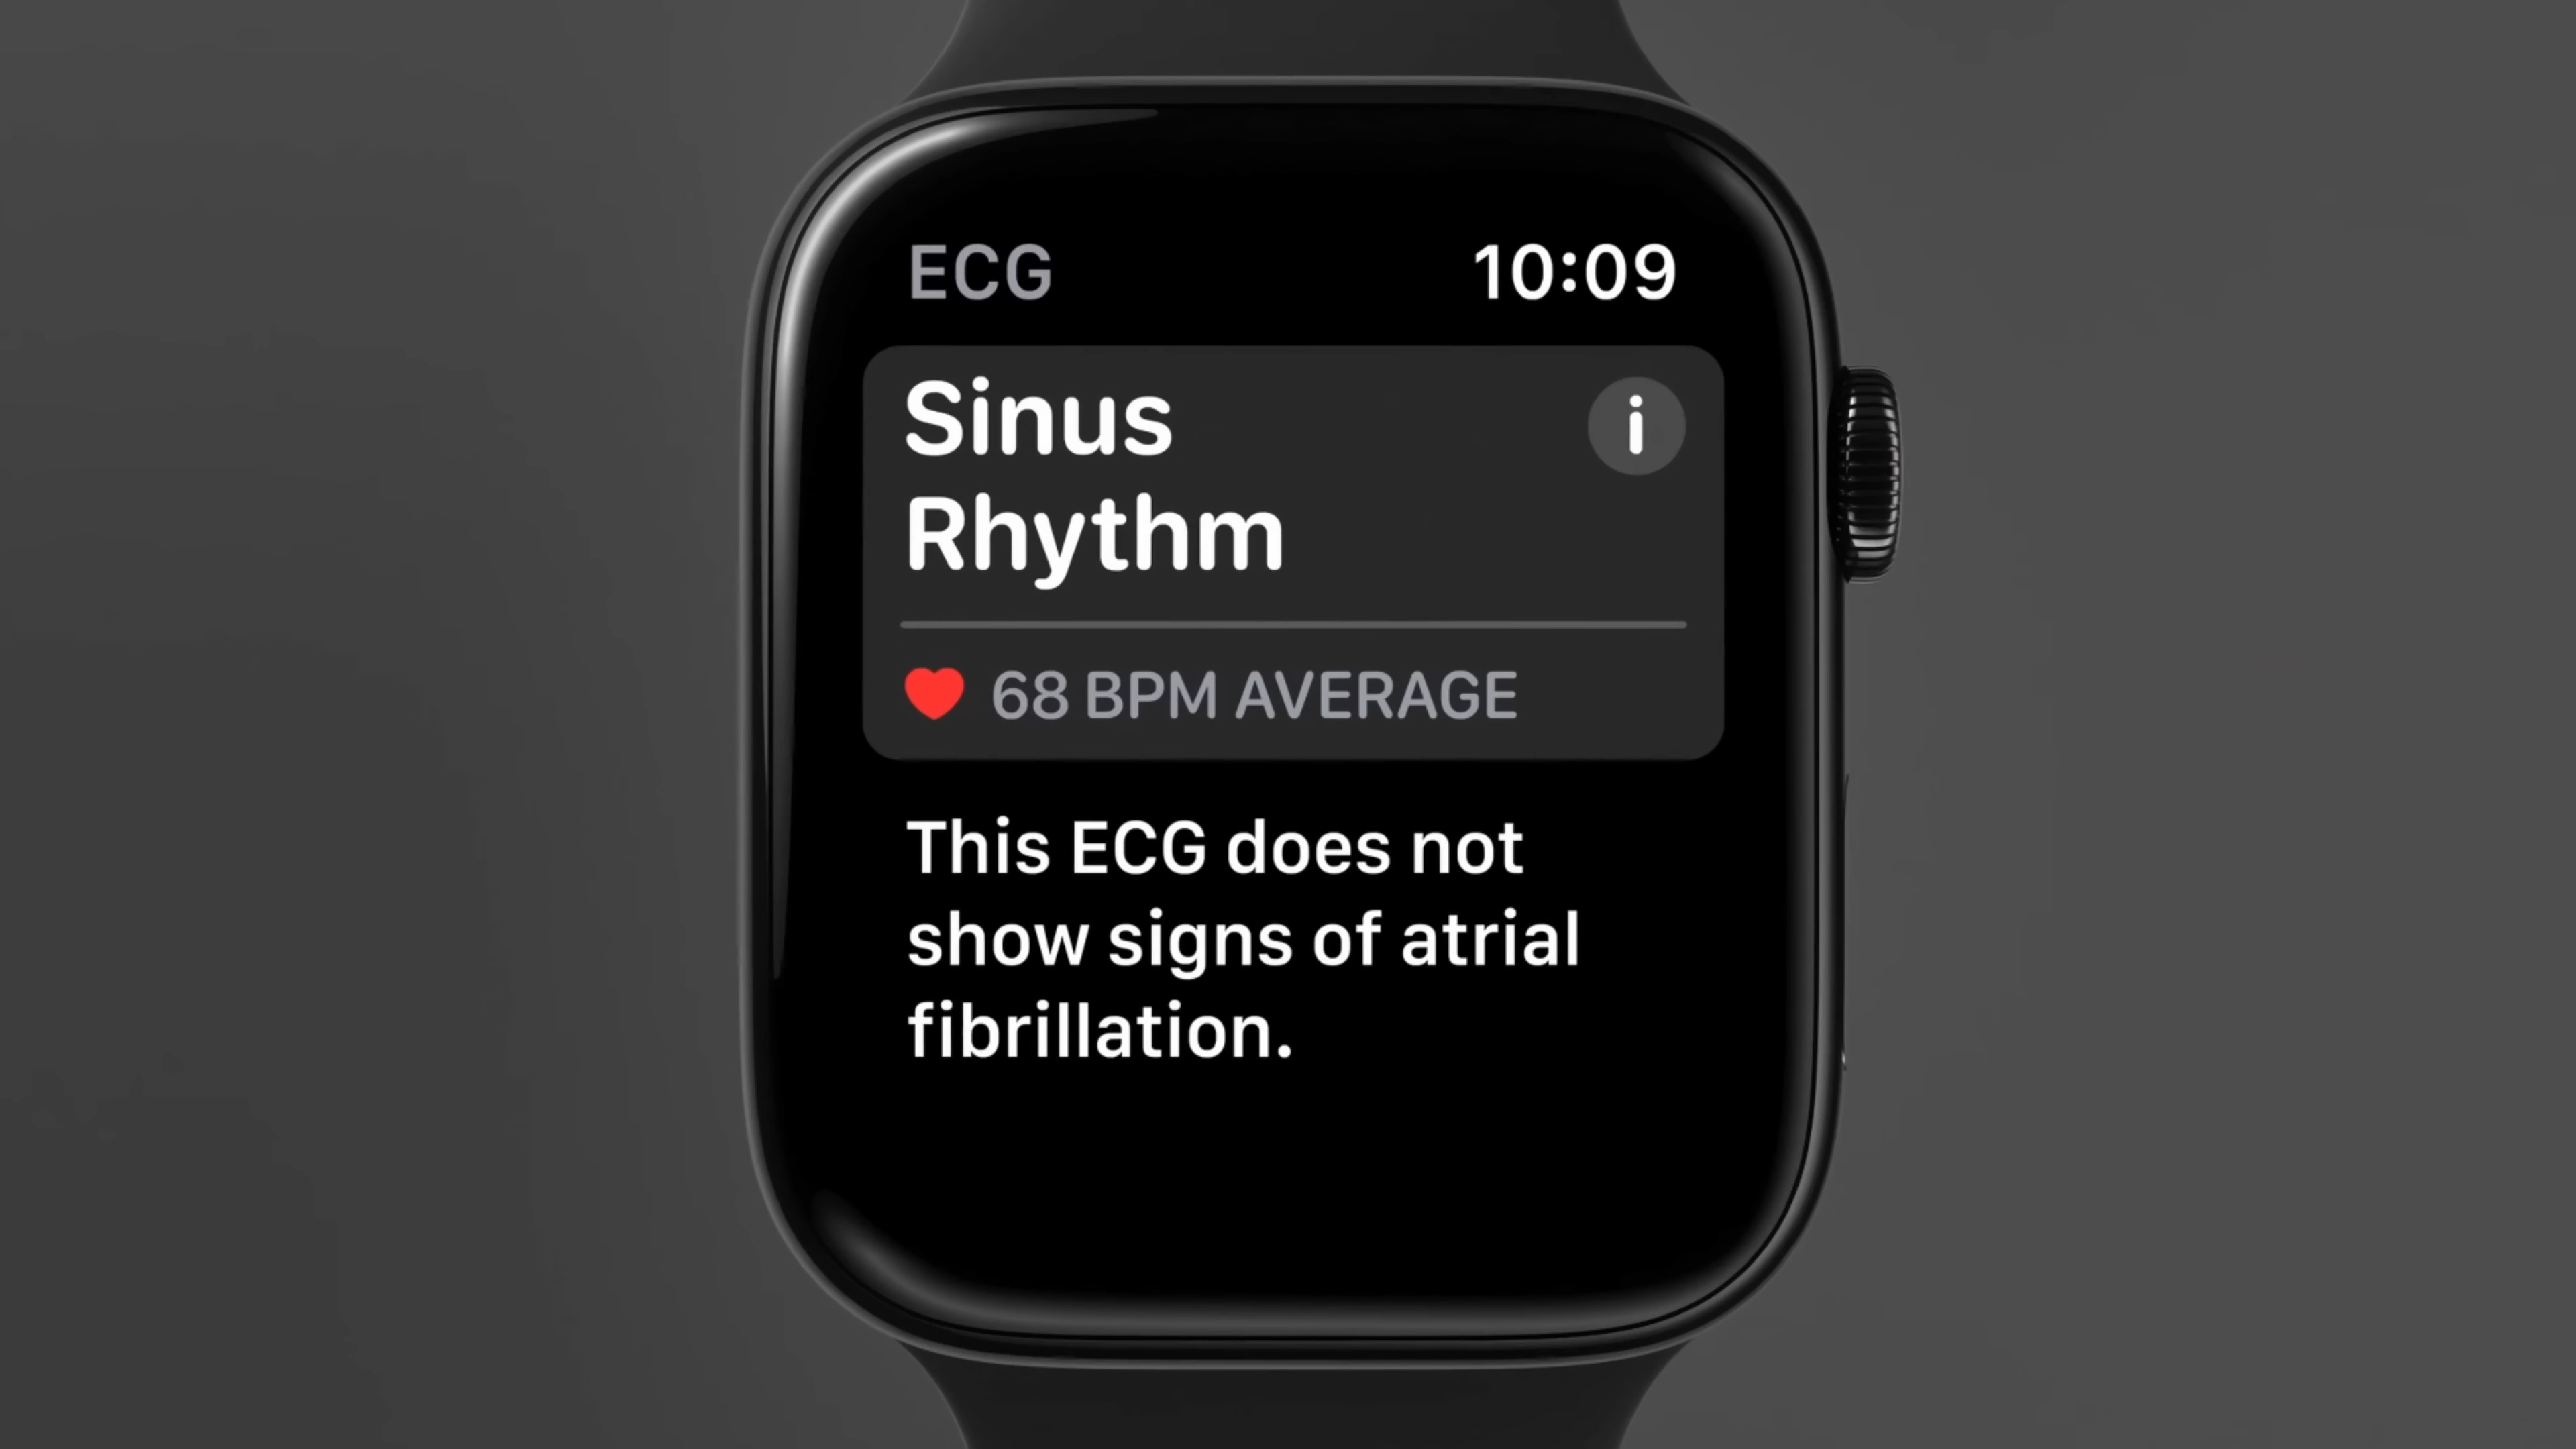 ECG 10:09
Sinus
Rhythm
68 BPM AVERAGE
This ECG does not
show signs of atrial
fibrillation.